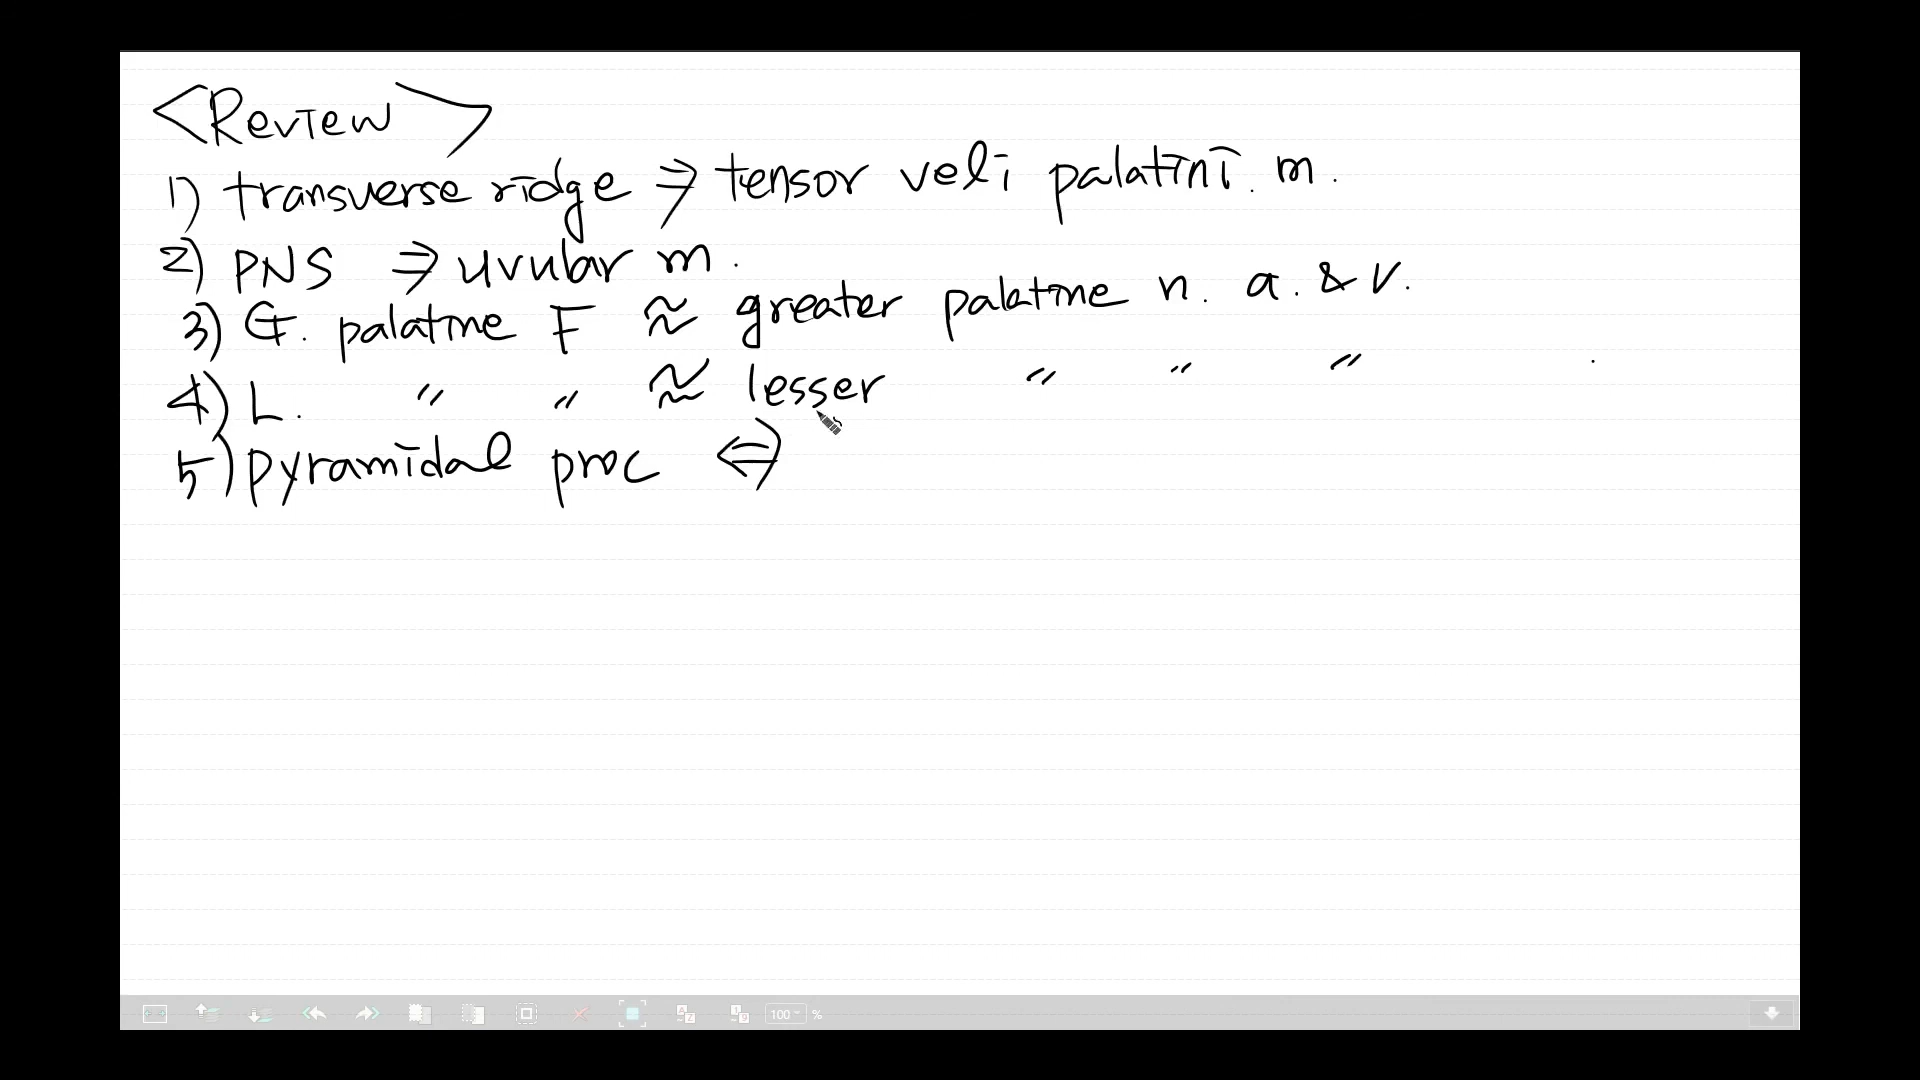 <Review>
1) transverse ridge ⇒ tensor veli palatini. m.
2) PNS ⇒ uvular m.
3) G. palatine F ≈ greater palatine n. a. & v.
4) L. " " ≈ lesser " " "
5) pyramidal proc ⇔
100 %